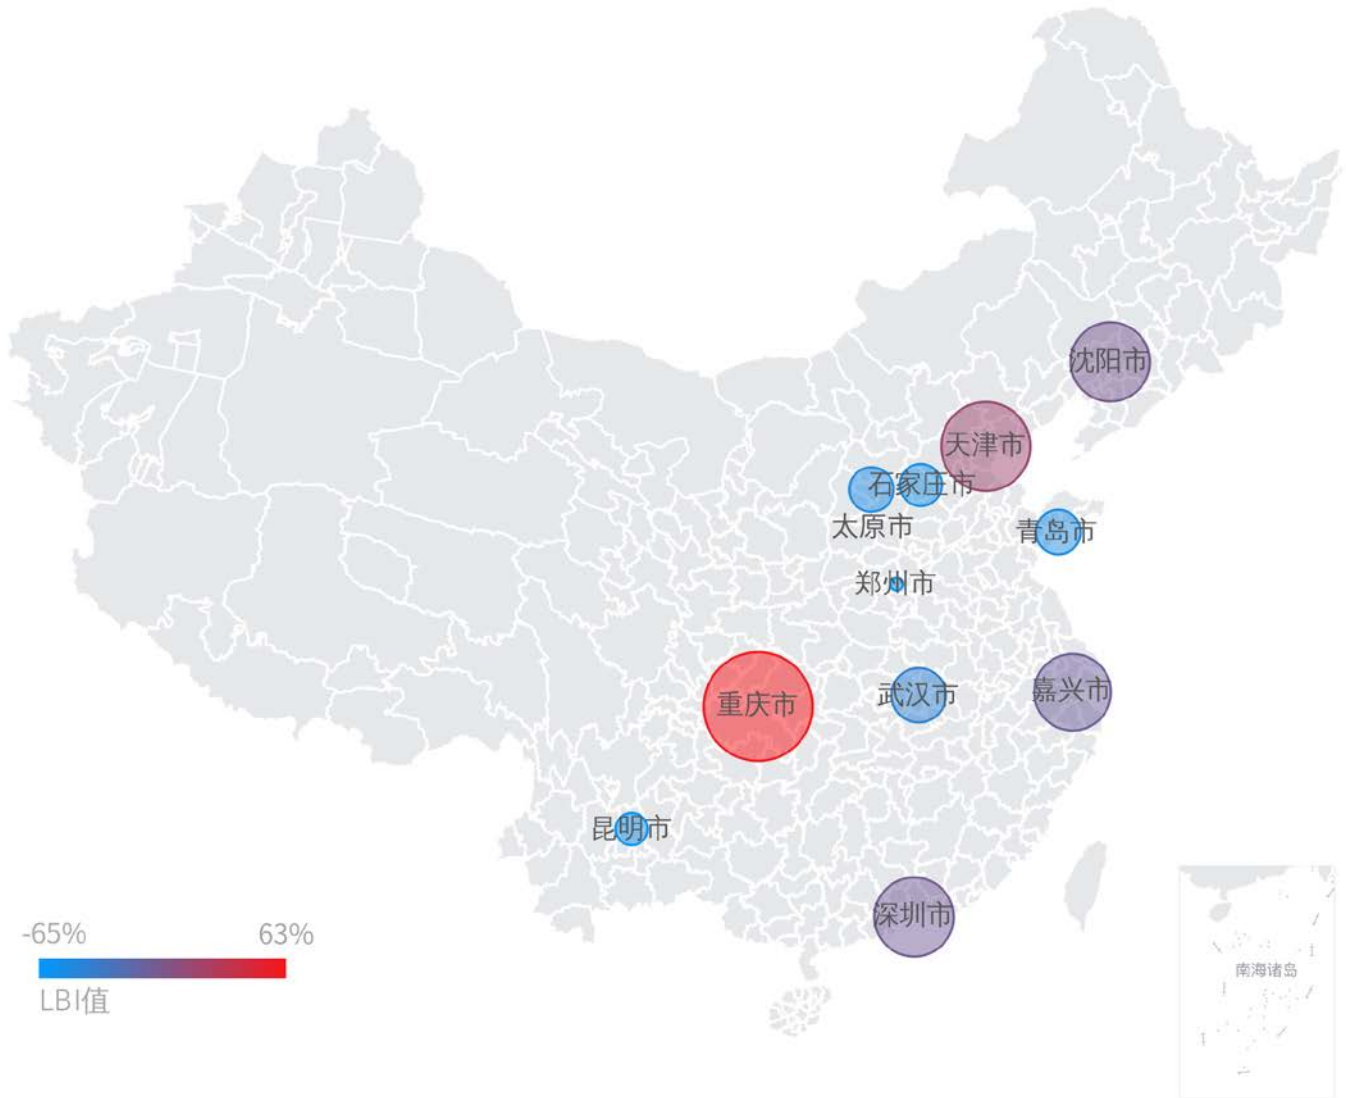 沈阳市
天津市
石家庄市
太原市
青岛市
郑州市
重庆市
武汉市
嘉兴市
昆明市
深圳市
-65% 63%
LBI值
南海诸岛